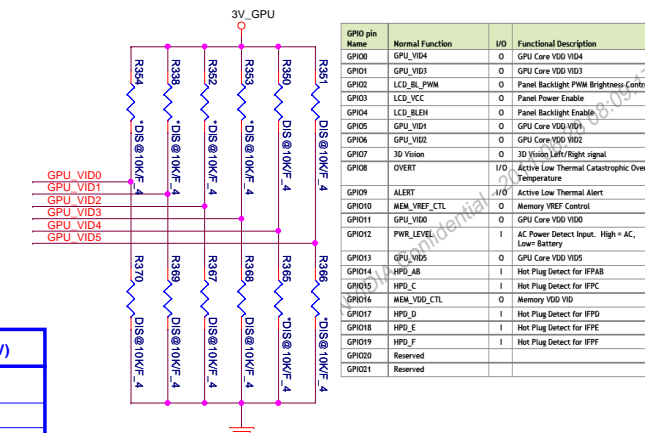 3V_GPU
R354
R338
R352
R353
R350
R351
*DIS@10K/F_4
*DIS@10K/F_4
*DIS@10K/F_4
*DIS@10K/F_4
DIS@10K/F_4
DIS@10K/F_4
GPU_VID0
GPU_VID1
GPU_VID2
GPU_VID3
GPU_VID4
GPU_VID5
R370
R369
R367
R368
R365
R366
DIS@10K/F_4
DIS@10K/F_4
DIS@10K/F_4
DIS@10K/F_4
*DIS@10K/F_4
*DIS@10K/F_4
/)
GPIO pin Name Normal Function I/O Functional Description
GPIO0 GPU_VID4 O GPU Core VDD VID4
GPIO1 GPU_VID3 O GPU Core VDD VID3
GPIO2 LCD_BL_PWM O Panel Backlight PWM Brightness Contr
GPIO3 LCD_VCC O Panel Power Enable
GPIO4 LCD_BLEN O Panel Backlight Enable
GPIO5 GPU_VID1 O GPU Core VDD VID1
GPIO6 GPU_VID2 O GPU Core VDD VID2
GPIO7 3D Vision O 3D Vision Left/Right signal
GPIO8 OVERT I/O Active Low Thermal Catastrophic Over
Temperature
GPIO9 ALERT I/O Active Low Thermal Alert
GPIO10 MEM_VREF_CTL O Memory VREF Control
GPIO11 GPU_VID0 O GPU Core VDD VID0
GPIO12 PWR_LEVEL I AC Power Detect Input. High = AC,
Low= Battery
GPIO13 GPU_VID5 O GPU Core VDD VID5
GPIO14 HPD_AB I Hot Plug Detect for IFPAB
GPIO15 HPD_C I Hot Plug Detect for IFPC
GPIO16 MEM_VDD_CTL O Memory VDD VID
GPIO17 HPD_D I Hot Plug Detect for IFPD
GPIO18 HPD_E I Hot Plug Detect for IFPE
GPIO19 HPD_F I Hot Plug Detect for IFPF
GPIO20 Reserved
GPIO21 Reserved
NVIDIA Confidential